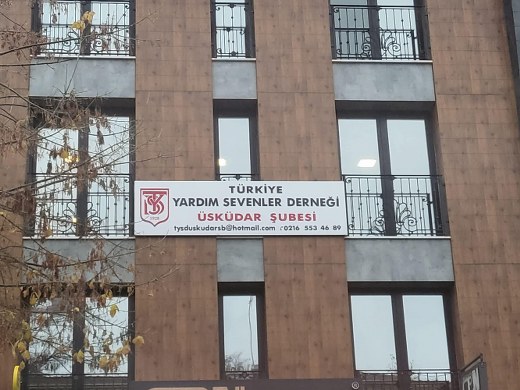 TÜRKİYE
YARDIM SEVENLER DERNEĞİ
ÜSKÜDAR ŞUBESİ
tysduskudarsb@hotmail.com 0216 553 46 89